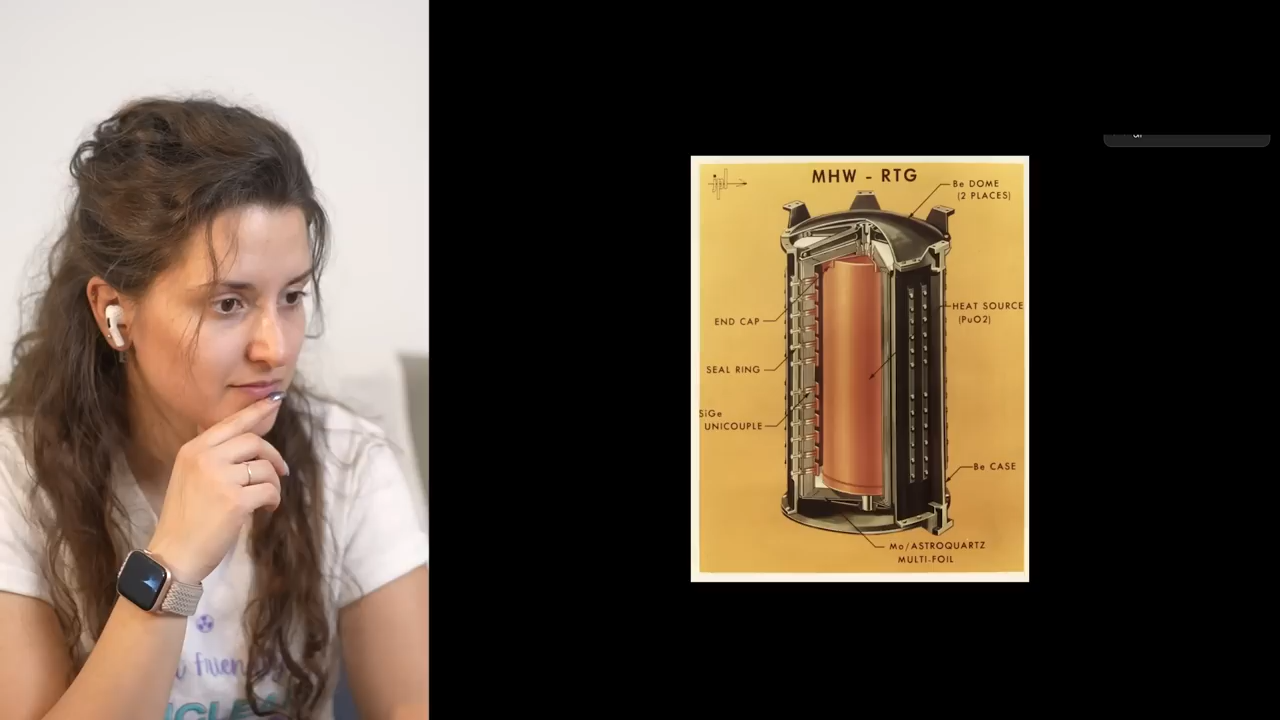 MHW - RTG
Be DOME
(2 PLACES)
HEAT SOURCE
(PuO2)
END CAP
SEAL RING
SiGe
UNICOUPLE
Be CASE
Mo/ASTROQUARTZ
MULTI-FOIL